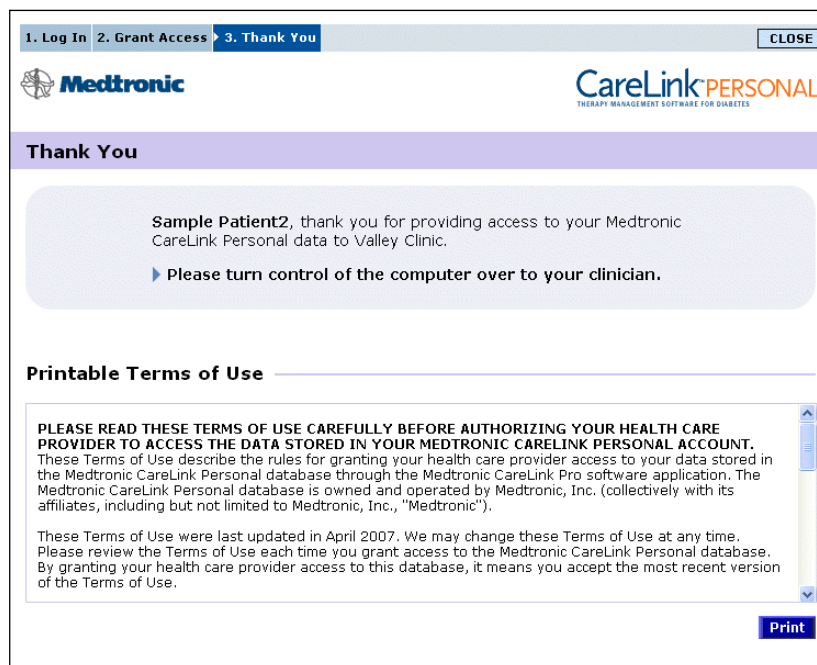 1. Log In 2. Grant Access 3. Thank You CLOSE
Medtronic CareLink™ PERSONAL
THERAPY MANAGEMENT SOFTWARE FOR DIABETES
Thank You
Sample Patient2, thank you for providing access to your Medtronic
CareLink Personal data to Valley Clinic.
Please turn control of the computer over to your clinician.
Printable Terms of Use
PLEASE READ THESE TERMS OF USE CAREFULLY BEFORE AUTHORIZING YOUR HEALTH CARE
PROVIDER TO ACCESS THE DATA STORED IN YOUR MEDTRONIC CARELINK PERSONAL ACCOUNT.
These Terms of Use describe the rules for granting your health care provider access to your data stored in
the Medtronic CareLink Personal database through the Medtronic CareLink Pro software application. The
Medtronic CareLink Personal database is owned and operated by Medtronic, Inc. (collectively with its
affiliates, including but not limited to Medtronic, Inc., "Medtronic").
These Terms of Use were last updated in April 2007. We may change these Terms of Use at any time.
Please review the Terms of Use each time you grant access to the Medtronic CareLink Personal database.
By granting your health care provider access to this database, it means you accept the most recent version
of the Terms of Use.
Print